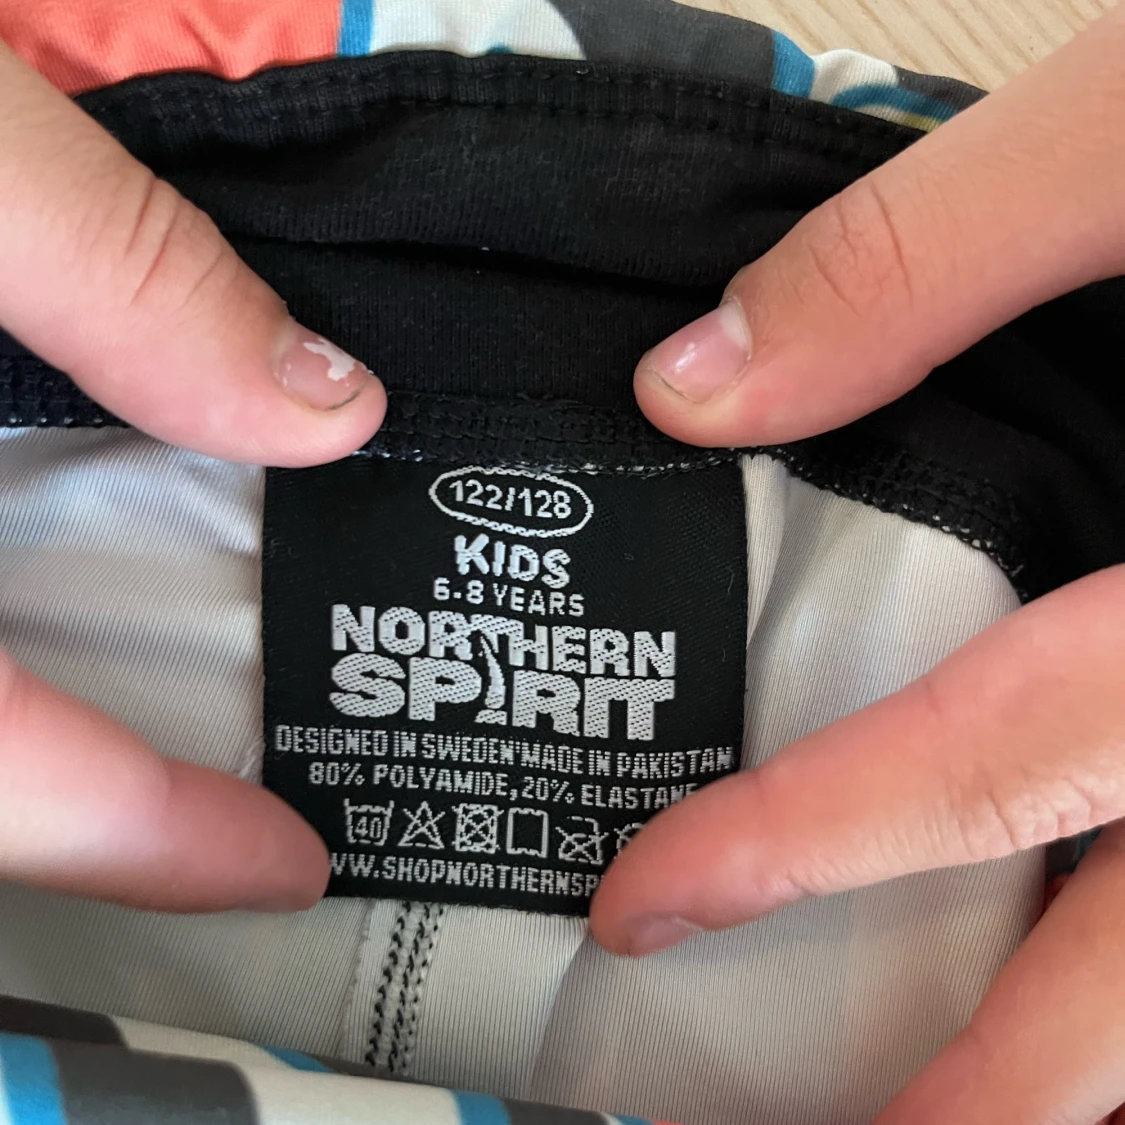 122/128
KIDS
6-8 YEARS
NORTHERN
SPIRIT
DESIGNED IN SWEDEN MADE IN PAKISTAN
80% POLYAMIDE, 20% ELASTANE
40